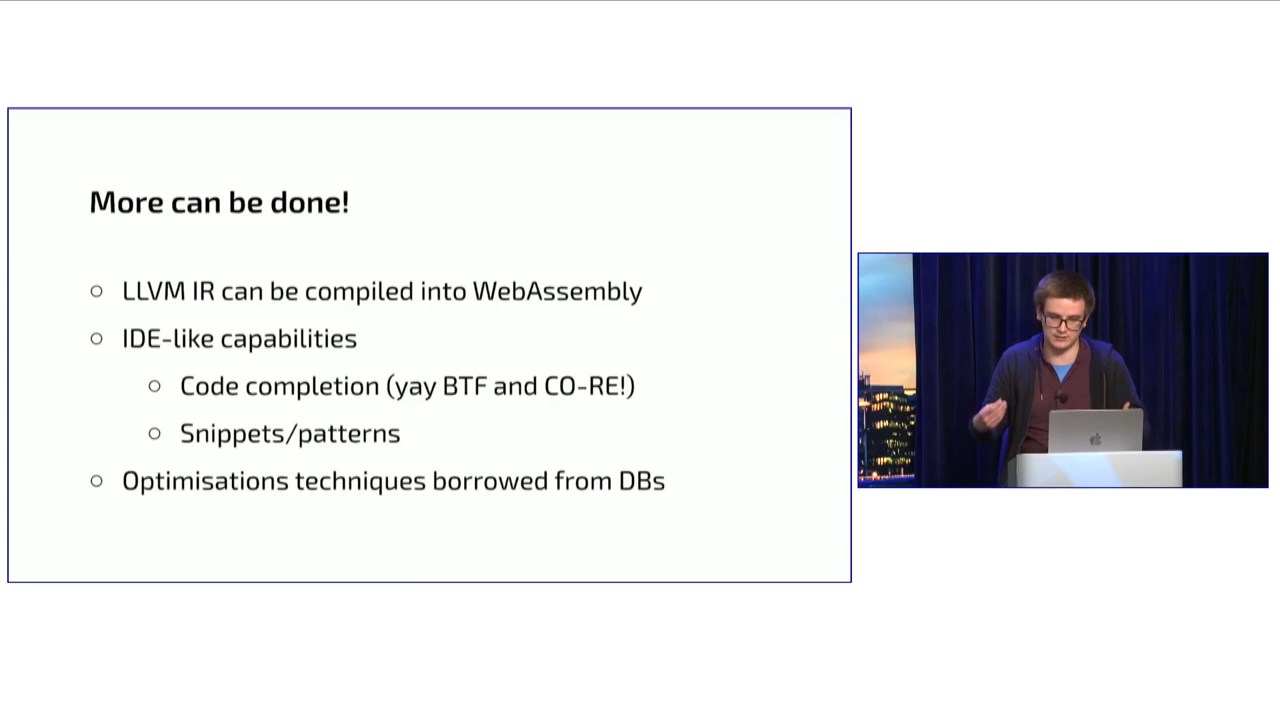 More can be done!
LLVM IR can be compiled into WebAssembly
IDE-like capabilities
Code completion (yay BTF and CO-RE!)
Snippets/patterns
Optimisations techniques borrowed from DBs